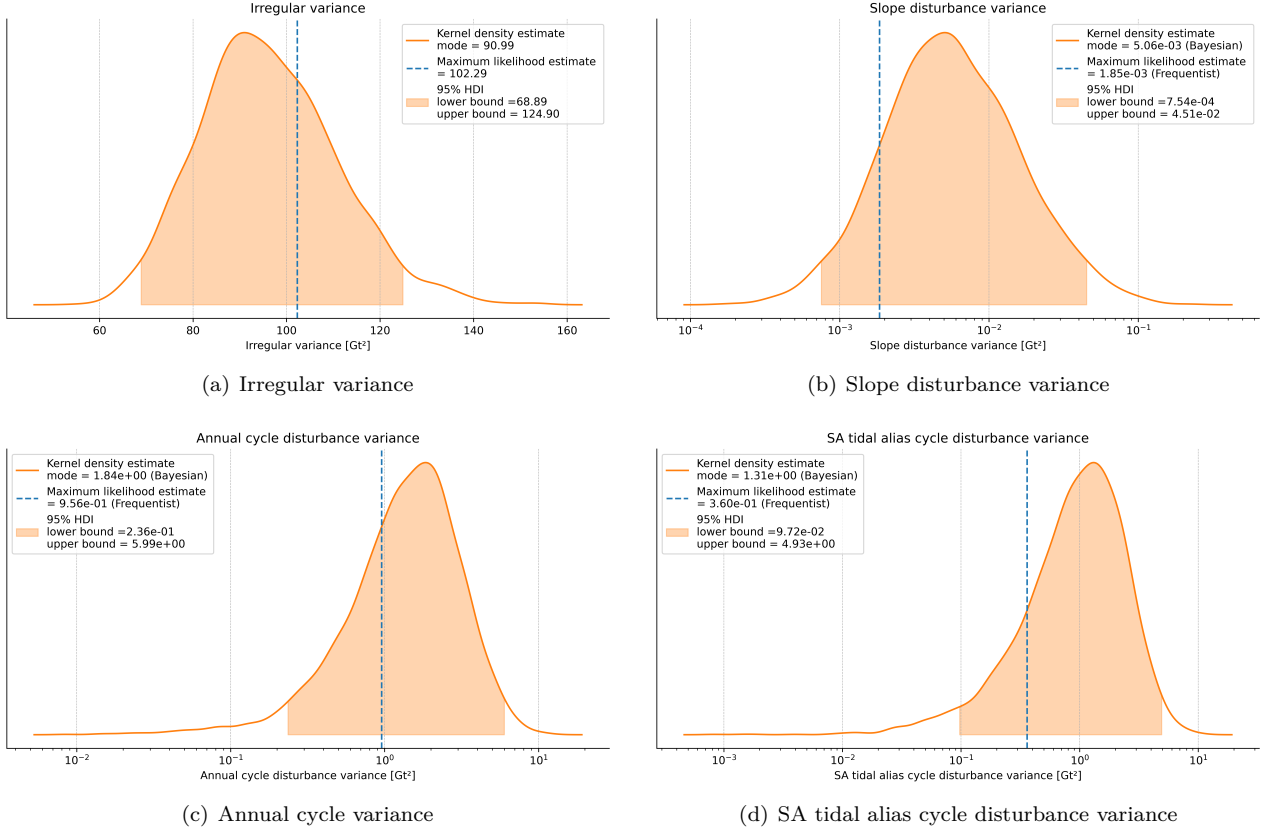 Irregular variance
Kernel density estimate
mode = 90.99
Maximum likelihood estimate
= 102.29
95% HDI
lower bound =68.89
upper bound = 124.90
60
80
100
120
140
160
Irregular variance [Gt²]
(a) Irregular variance
Slope disturbance variance
Kernel density estimate
mode = 5.06e-03 (Bayesian)
Maximum likelihood estimate
= 1.85e-03 (Frequentist)
95% HDI
lower bound =7.54e-04
upper bound = 4.51e-02
10⁻⁴
10⁻³
10⁻²
10⁻¹
Slope disturbance variance [Gt²]
(b) Slope disturbance variance
Annual cycle disturbance variance
Kernel density estimate
mode = 1.84e+00 (Bayesian)
Maximum likelihood estimate
= 9.56e-01 (Frequentist)
95% HDI
lower bound =2.36e-01
upper bound = 5.99e+00
10⁻²
10⁻¹
10⁰
10¹
Annual cycle disturbance variance [Gt²]
(c) Annual cycle variance
SA tidal alias cycle disturbance variance
Kernel density estimate
mode = 1.31e+00 (Bayesian)
Maximum likelihood estimate
= 3.60e-01 (Frequentist)
95% HDI
lower bound =9.72e-02
upper bound = 4.93e+00
10⁻³
10⁻²
10⁻¹
10⁰
10¹
SA tidal alias cycle disturbance variance [Gt²]
(d) SA tidal alias cycle disturbance variance